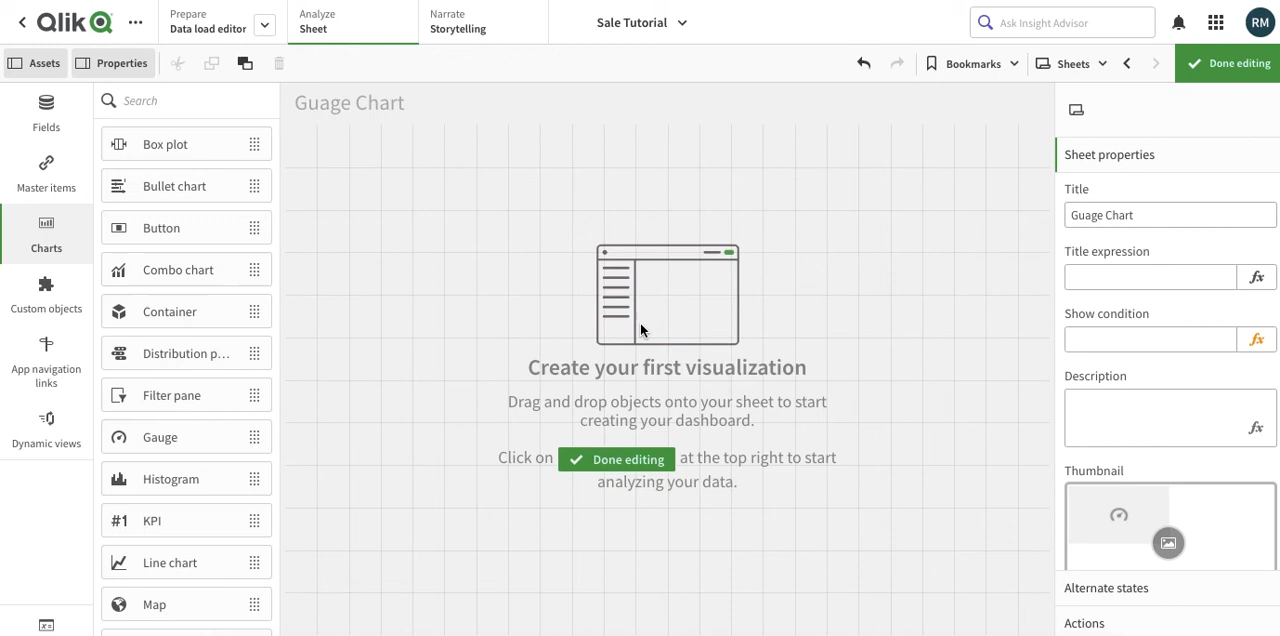 Qlik
Prepare
Data load editor
Analyze
Sheet
Narrate
Storytelling
Sale Tutorial
Ask Insight Advisor
RM
Assets
Properties
Bookmarks
Sheets
Done editing
Fields
Master items
Charts
Custom objects
App navigation
links
Dynamic views
Search
Box plot
Bullet chart
Button
Combo chart
Container
Distribution p...
Filter pane
Gauge
Histogram
#1 KPI
Line chart
Map
Guage Chart
Create your first visualization
Drag and drop objects onto your sheet to start
creating your dashboard.
Click on Done editing at the top right to start
analyzing your data.
Sheet properties
Title
Guage Chart
Title expression
fx
Show condition
fx
Description
fx
Thumbnail
Alternate states
Actions